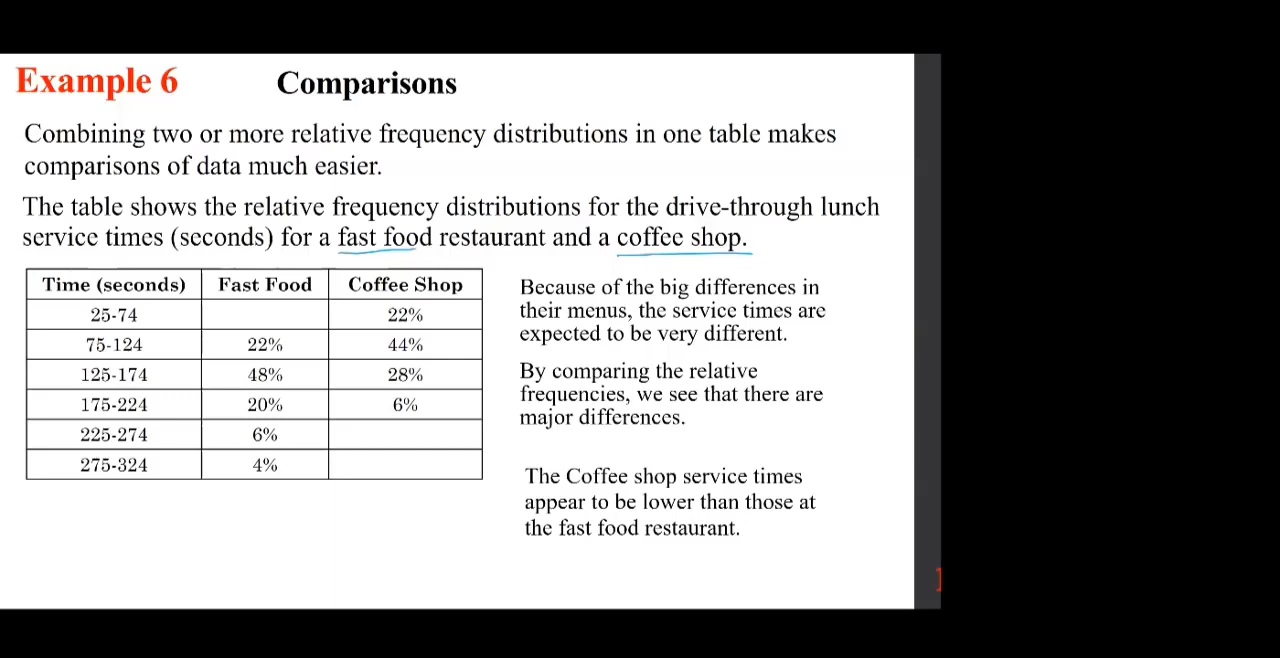 Example 6 Comparisons
Combining two or more relative frequency distributions in one table makes
comparisons of data much easier.
The table shows the relative frequency distributions for the drive-through lunch
service times (seconds) for a fast food restaurant and a coffee shop.
Time (seconds) Fast Food Coffee Shop
25-74 22%
75-124 22% 44%
125-174 48% 28%
175-224 20% 6%
225-274 6%
275-324 4%
Because of the big differences in
their menus, the service times are
expected to be very different.
By comparing the relative
frequencies, we see that there are
major differences.
The Coffee shop service times
appear to be lower than those at
the fast food restaurant.